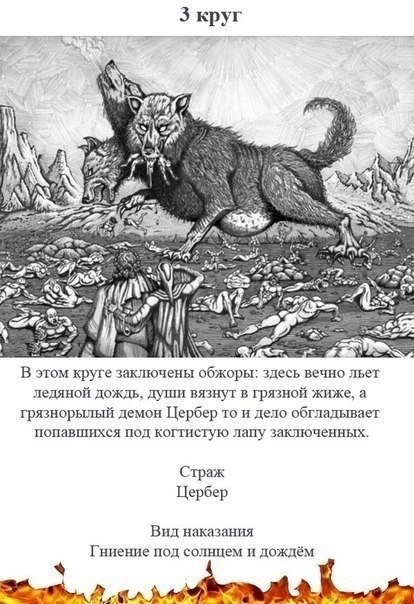 3 круг
В этом круге заключены обжоры: здесь вечно льет
ледяной дождь, души вязнут в грязной жиже, а
грязнорылый демон Цербер то и дело обгладывает
попавшихся под когтистую лапу заключенных.
Страж
Цербер
Вид наказания
Гниение под солнцем и дождём